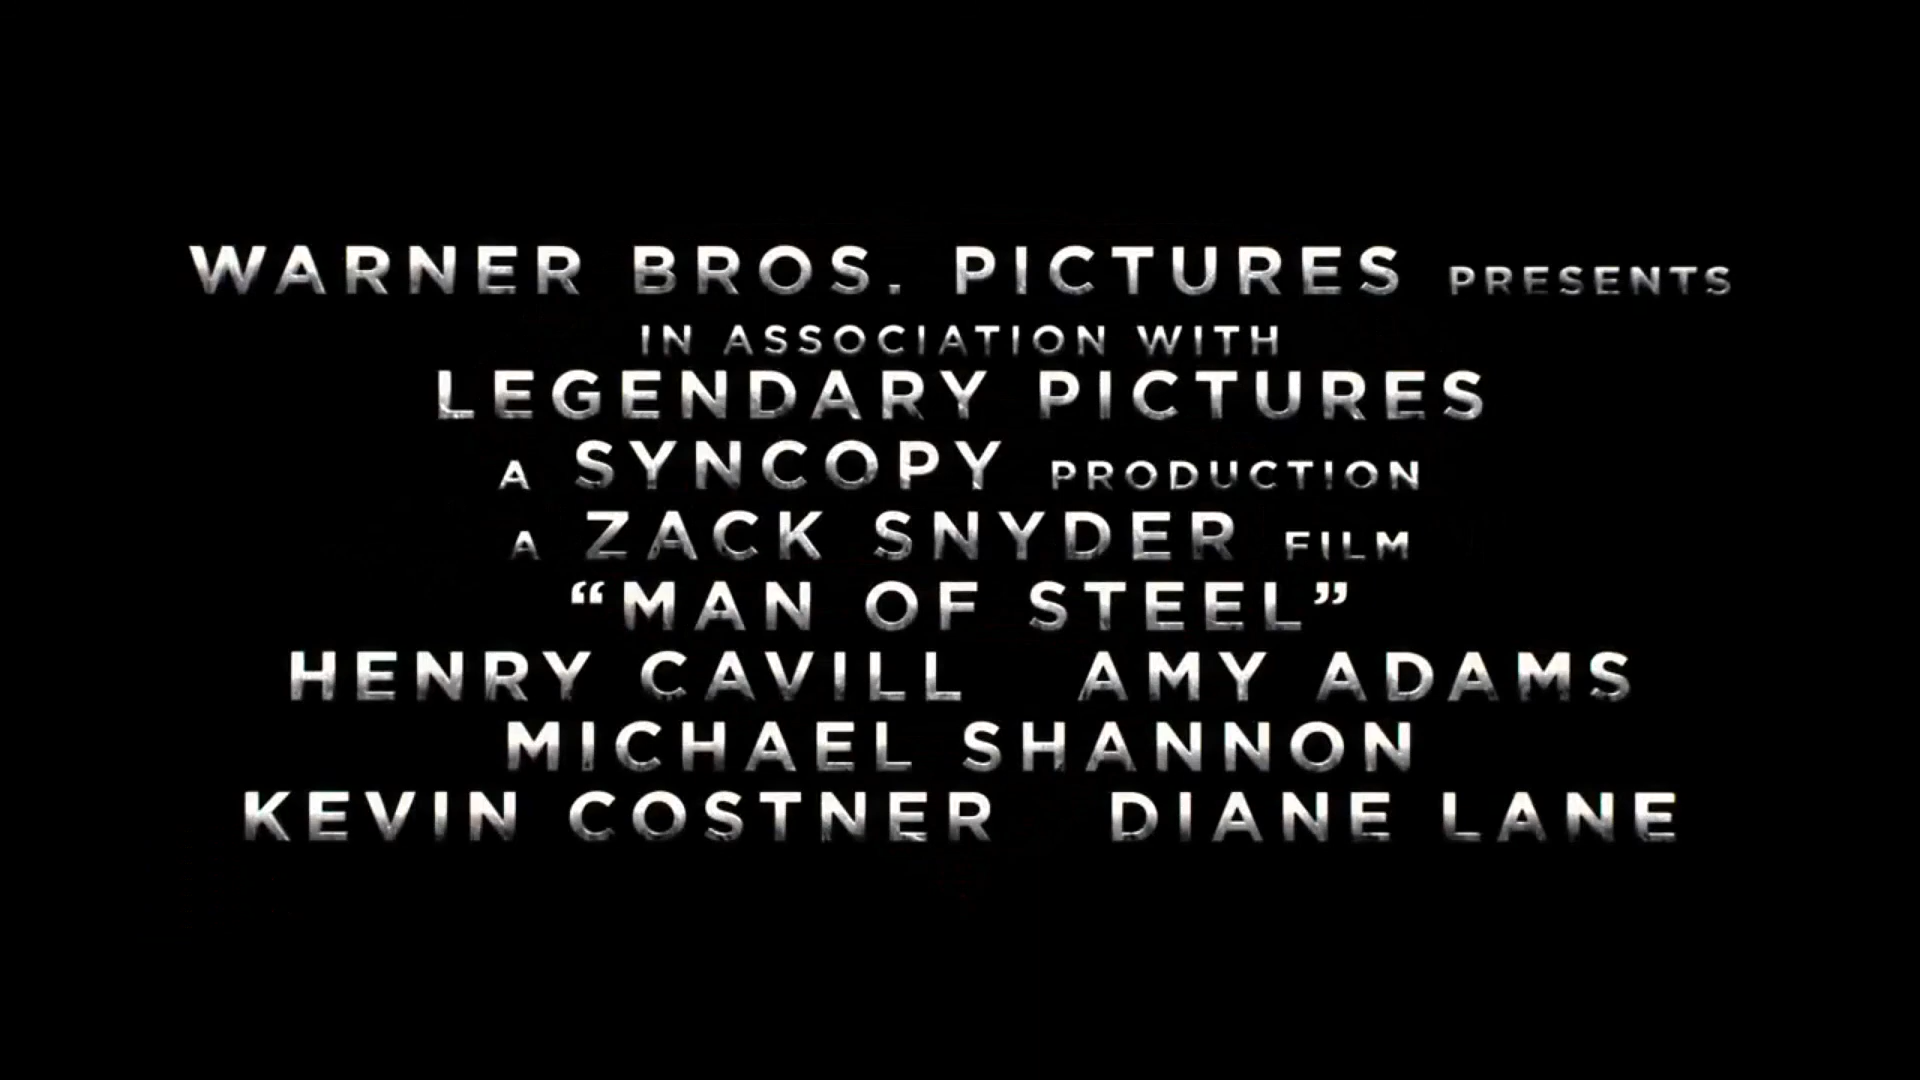 WARNER BROS. PICTURES PRESENTS
IN ASSOCIATION WITH
LEGENDARY PICTURES
A SYNCOPY PRODUCTION
A ZACK SNYDER FILM
“MAN OF STEEL”
HENRY CAVILL AMY ADAMS
MICHAEL SHANNON
KEVIN COSTNER DIANE LANE